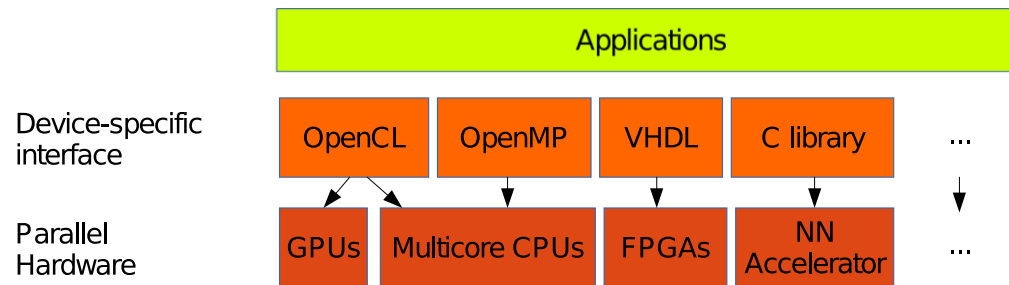 Applications
Device-specific
interface
OpenCL
OpenMP
VHDL
C library
...
Parallel
Hardware
GPUs
Multicore CPUs
FPGAs
NN
Accelerator
...